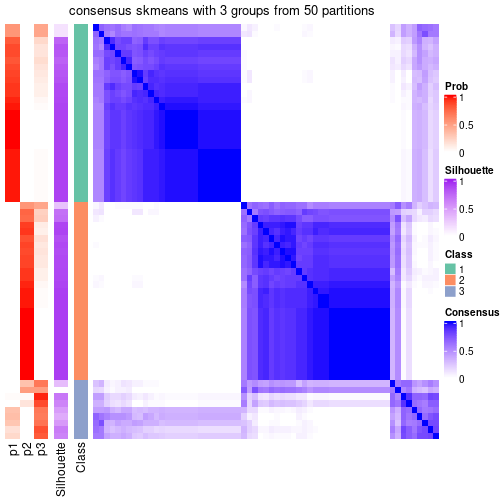 consensus skmeans with 3 groups from 50 partitions
Prob
1
0.5
0
Silhouette
1
0.5
0
Class
1
2
3
Consensus
1
0.5
0
p1
p2
p3
Silhouette
Class